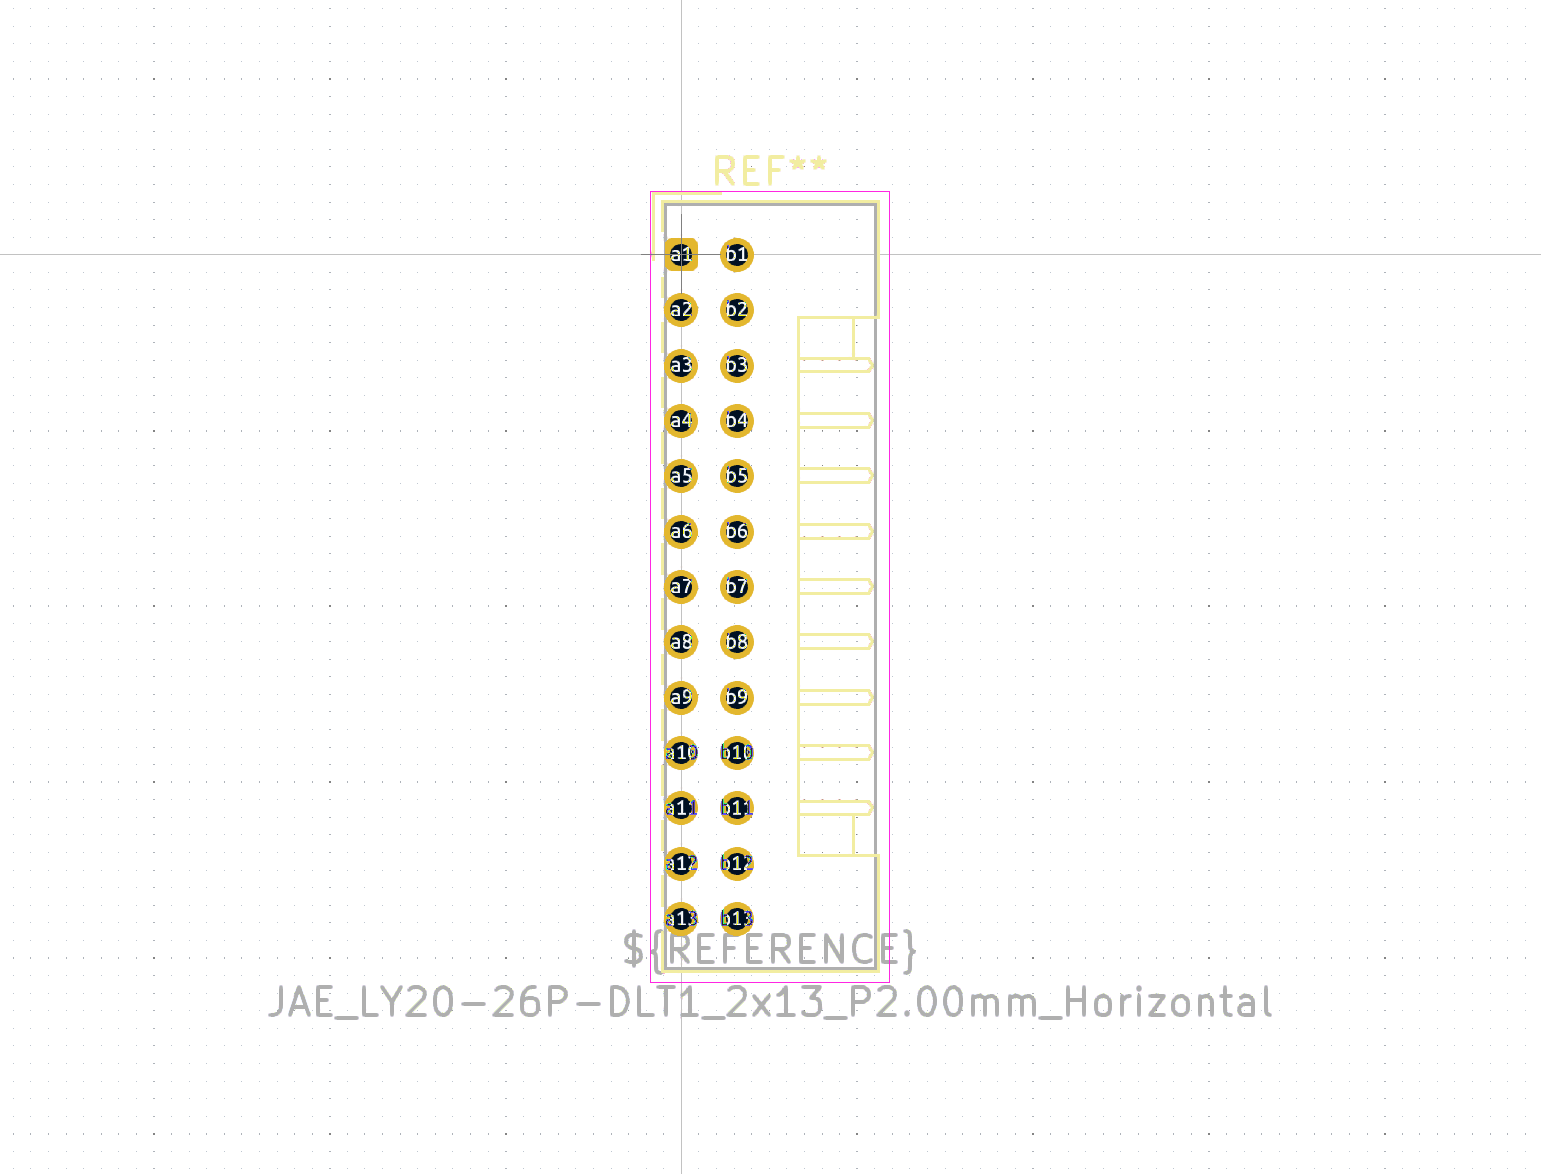 REF**
a1 b1
a2 b2
a3 b3
a4 b4
a5 b5
a6 b6
a7 b7
a8 b8
a9 b9
a10 b10
a11 b11
a12 b12
a13 b13
${REFERENCE}
JAE_LY20-26P-DLT1_2x13_P2.00mm_Horizontal